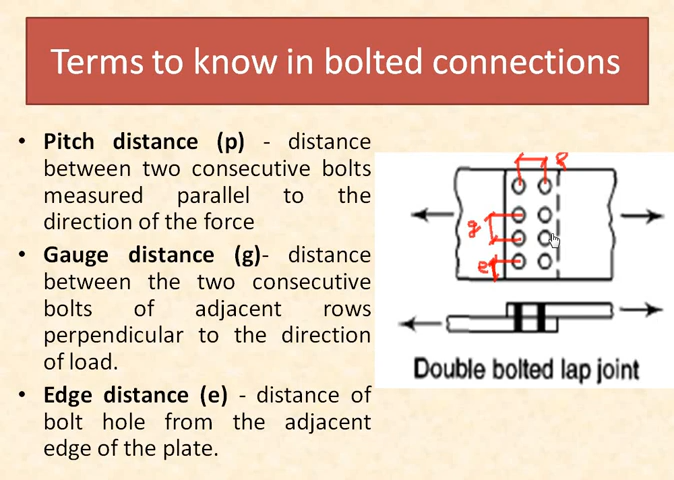 Terms to know in bolted connections
• Pitch distance (p) - distance
between two consecutive bolts
measured parallel to the
direction of the force
• Gauge distance (g)- distance
between the two consecutive
bolts of adjacent rows
perpendicular to the direction
of load.
• Edge distance (e) - distance of
bolt hole from the adjacent
edge of the plate.
g
e
Double bolted lap joint